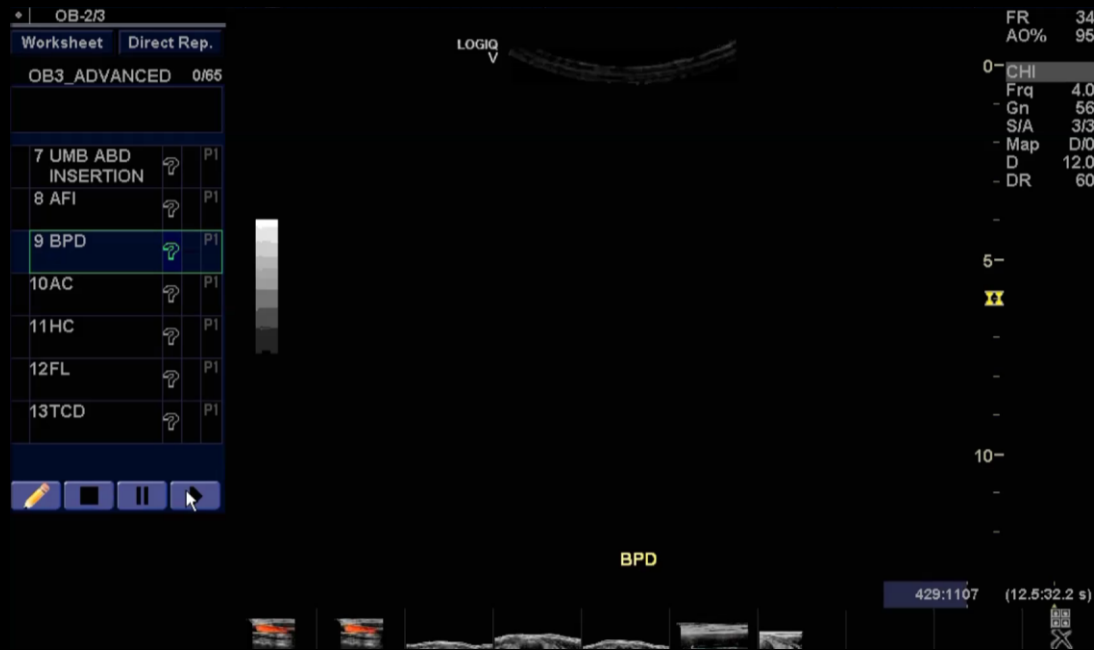 OB-2/3
Worksheet Direct Rep.
OB3_ADVANCED 0/65
7 UMB ABD P1
INSERTION
8 AFI P1
9 BPD P1
10AC P1
11HC P1
12FL P1
13TCD P1
LOGIQ
V
0
5
10
BPD
FR 34
AO% 95
CHI
Frq 4.0
Gn 56
S/A 3/3
Map D/0
D 12.0
DR 60
429:1107 (12.5:32.2 s)